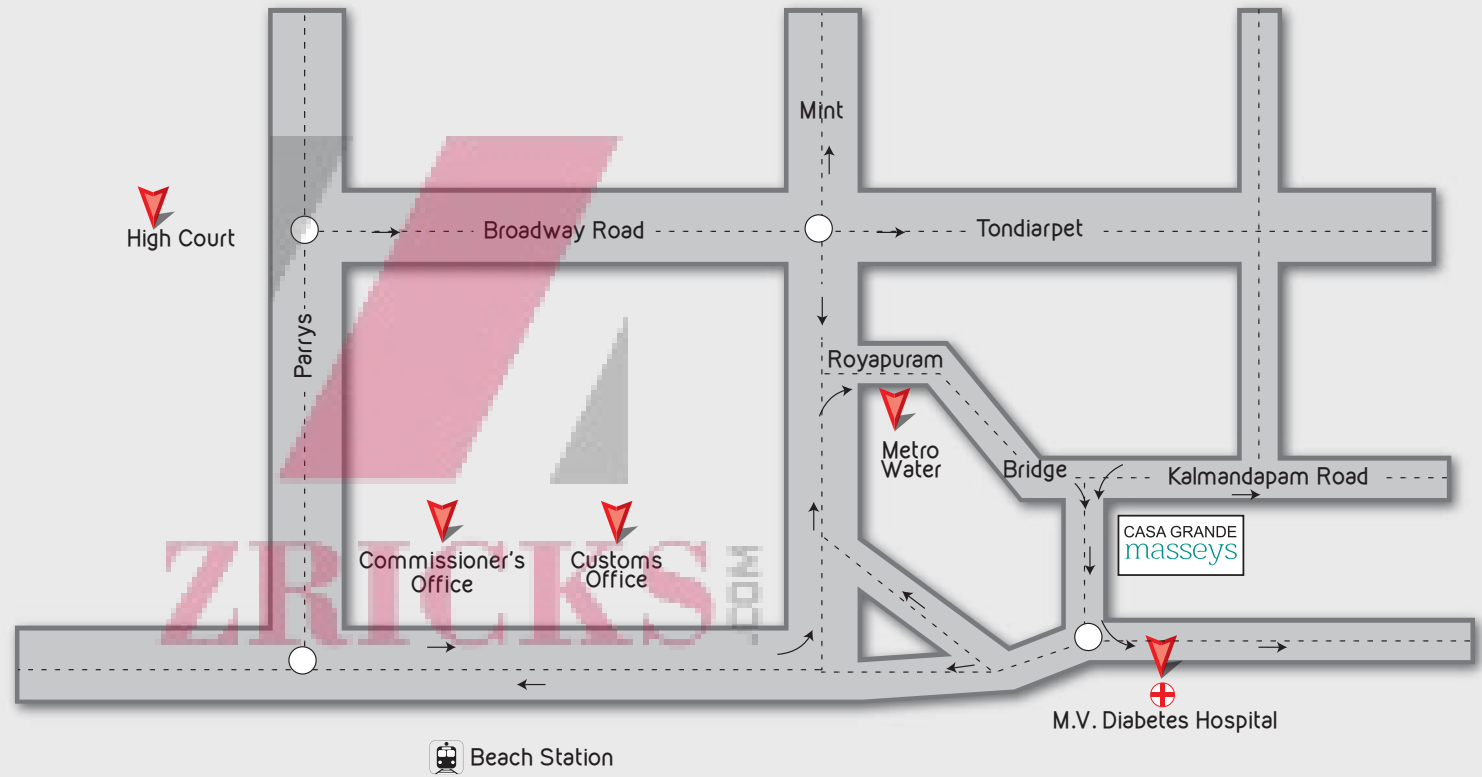 Mint
High Court
Broadway Road
Tondiarpet
Parrys
Royapuram
Metro
Water
Bridge
Kalmandapam Road
CASA GRANDE
masseys
Commissioner's
Office
Customs
Office
ZRICKS
.COM
M.V. Diabetes Hospital
Beach Station